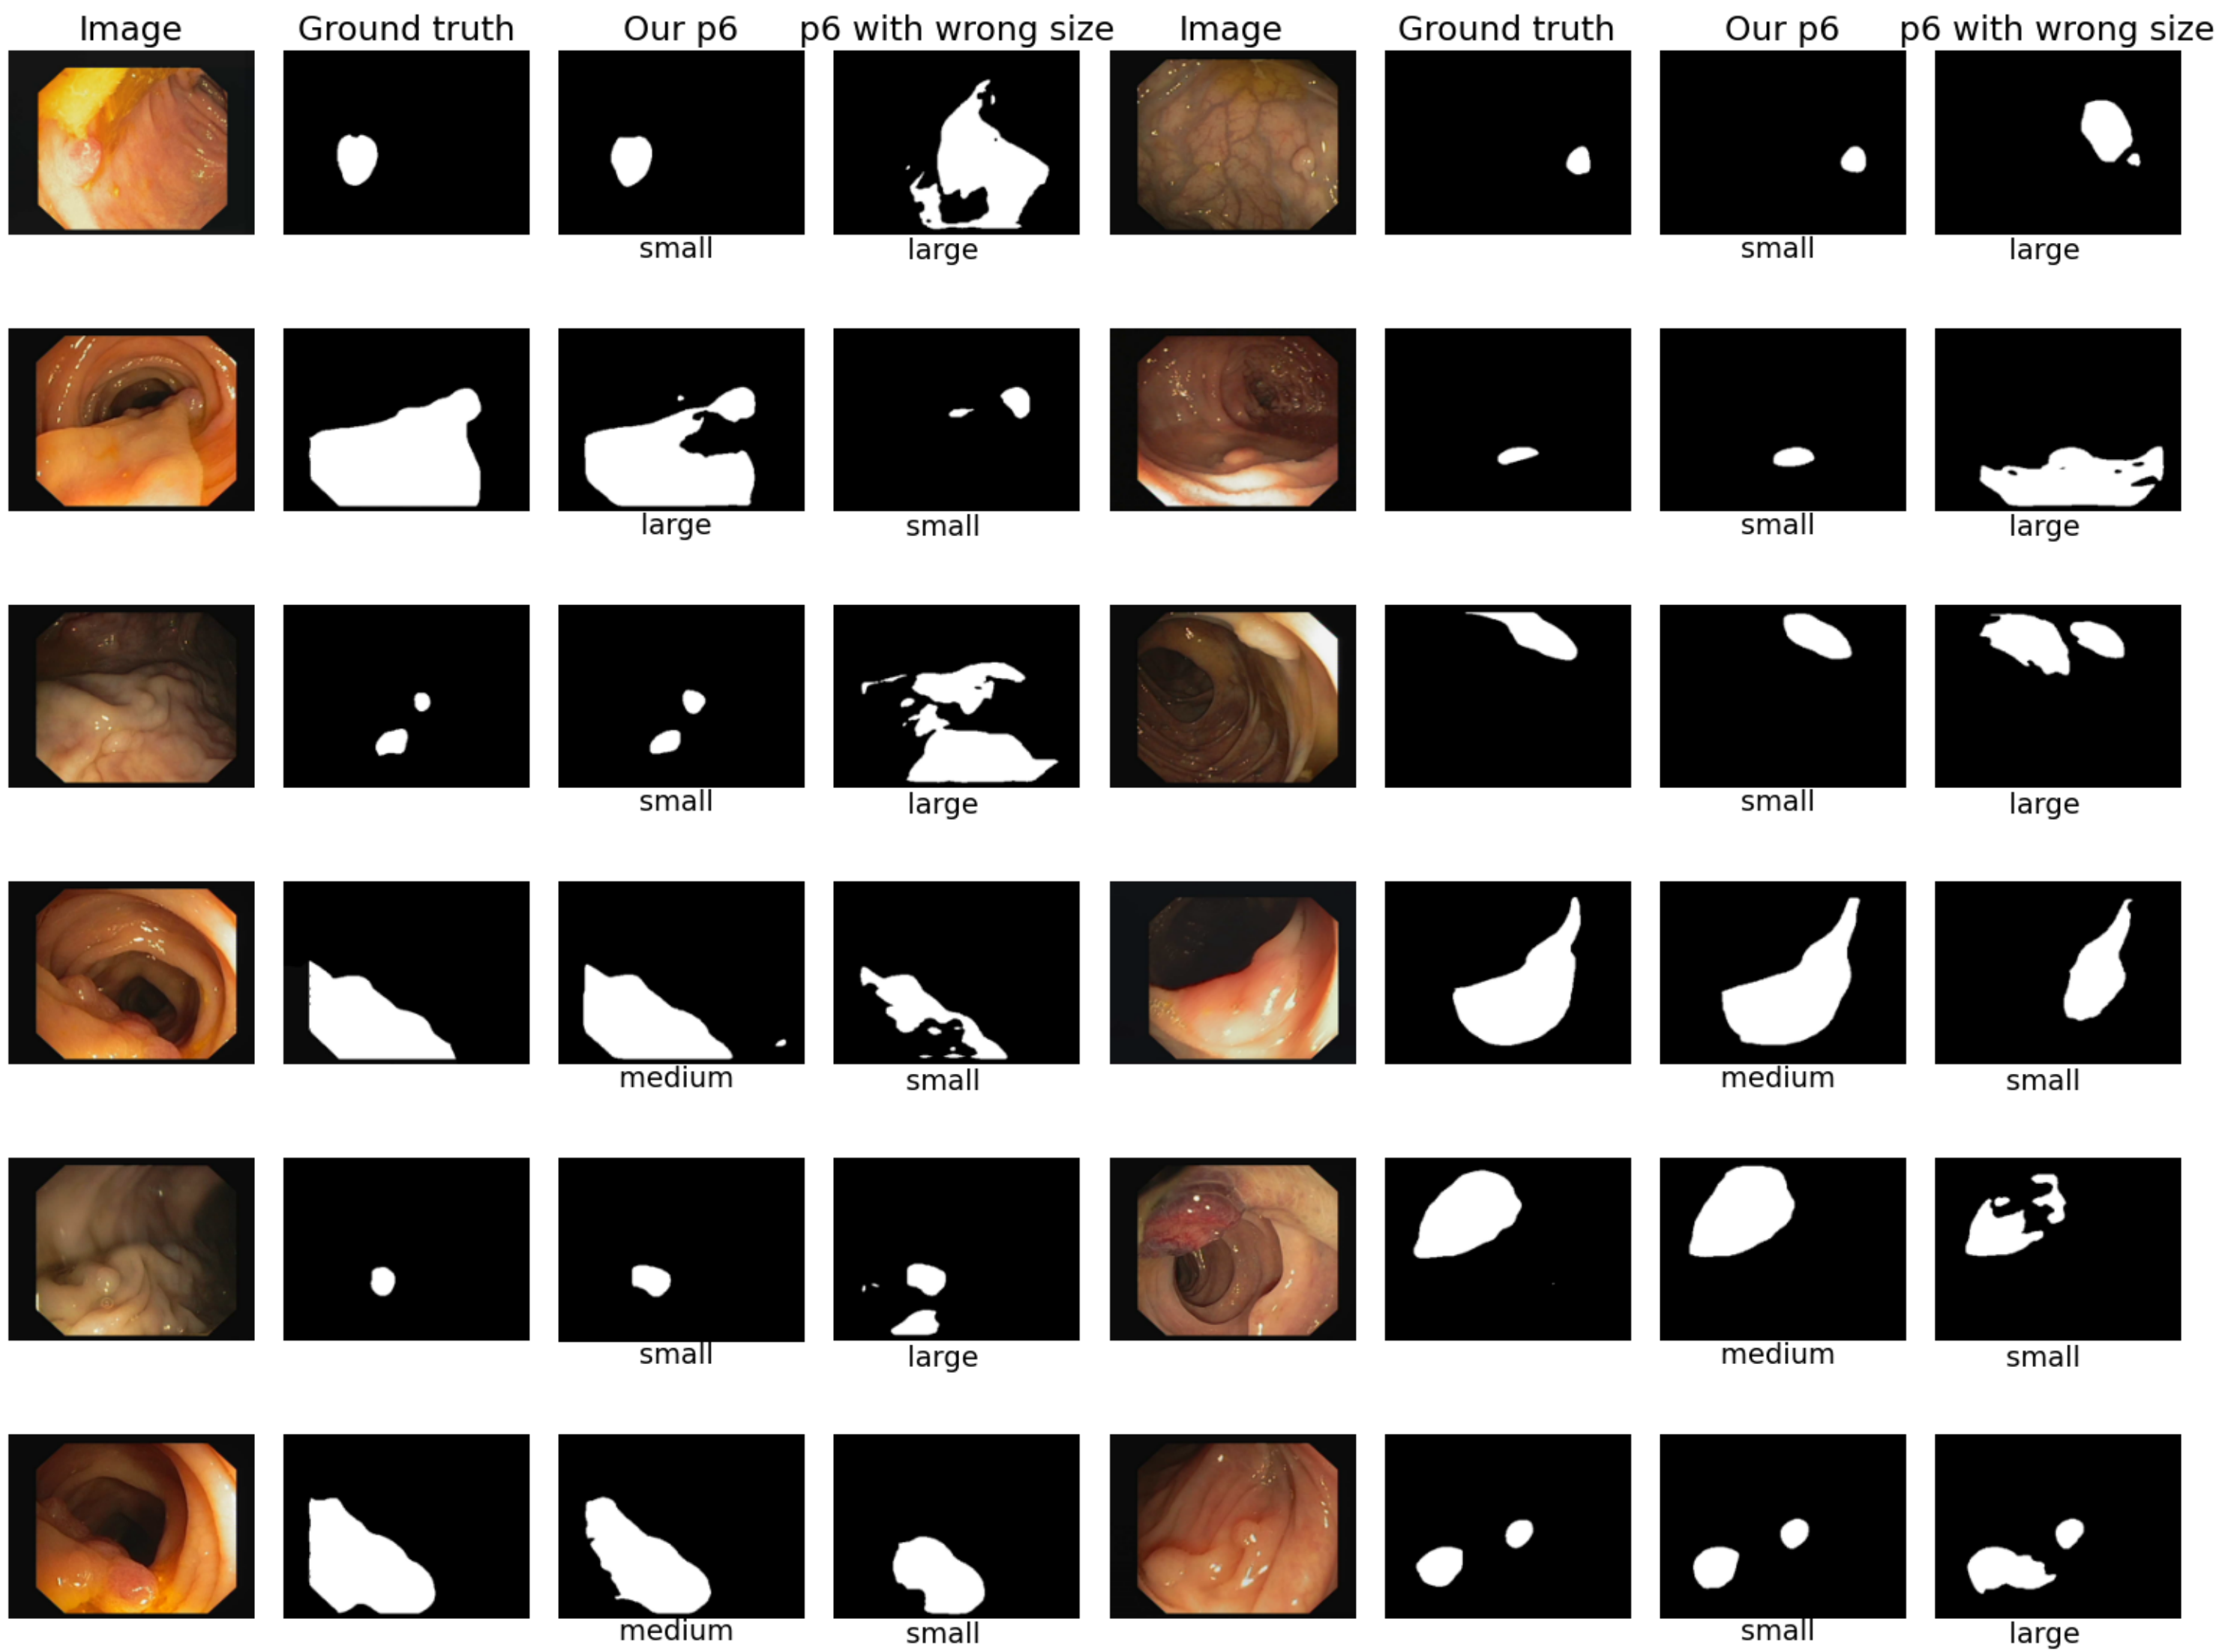 Image Ground truth Our p6 p6 with wrong size Image Ground truth Our p6 p6 with wrong size
small large small large
large small small large
small large small large
medium small medium small
small large medium small
medium small small large